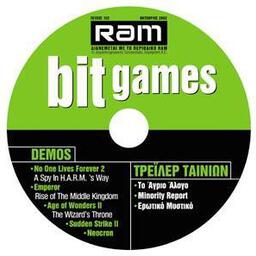 ΤΕΥΧΟΣ 162 ΟΚΤΩΒΡΙΟΣ 2002
RAM
ΔΙΑΝΕΜΕΤΑΙ ΜΕ ΤΟ ΠΕΡΙΟΔΙΚΟ RAM
bit games
DEMOS
• No One Lives Forever 2
A Spy In H.A.R.M. 's Way
• Emperor
Rise of The Middle Kingdom
• Age of Wonders II
The Wizard's Throne
• Sudden Strike II
• Neocron
ΤΡΕΪΛΕΡ ΤΑΙΝΙΩΝ
• Το Άγριο Άλογο
• Minority Report
• Ερωτικό Μυστικό